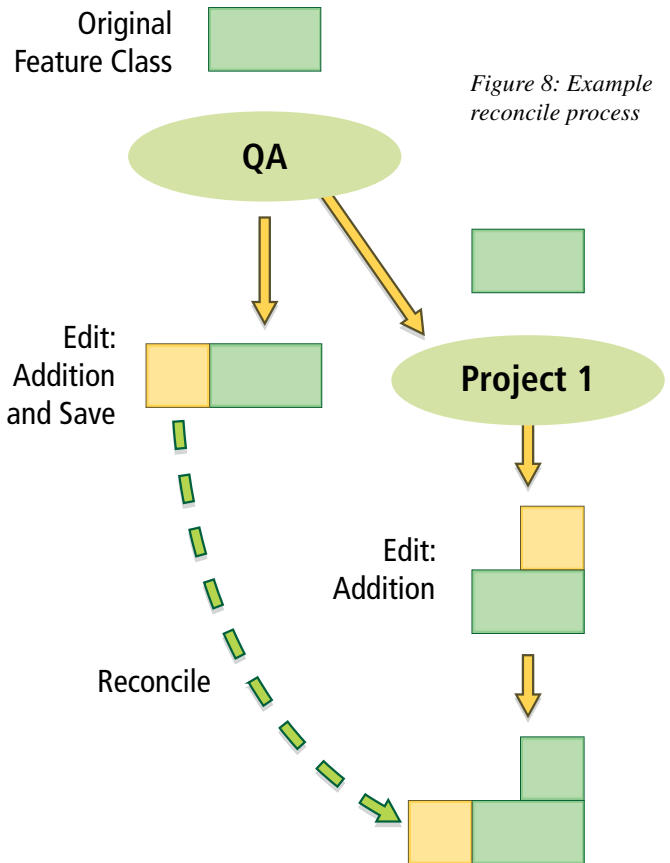 Original
Feature Class
Figure 8: Example
reconcile process
QA
Edit:
Addition
and Save
Project 1
Edit:
Addition
Reconcile